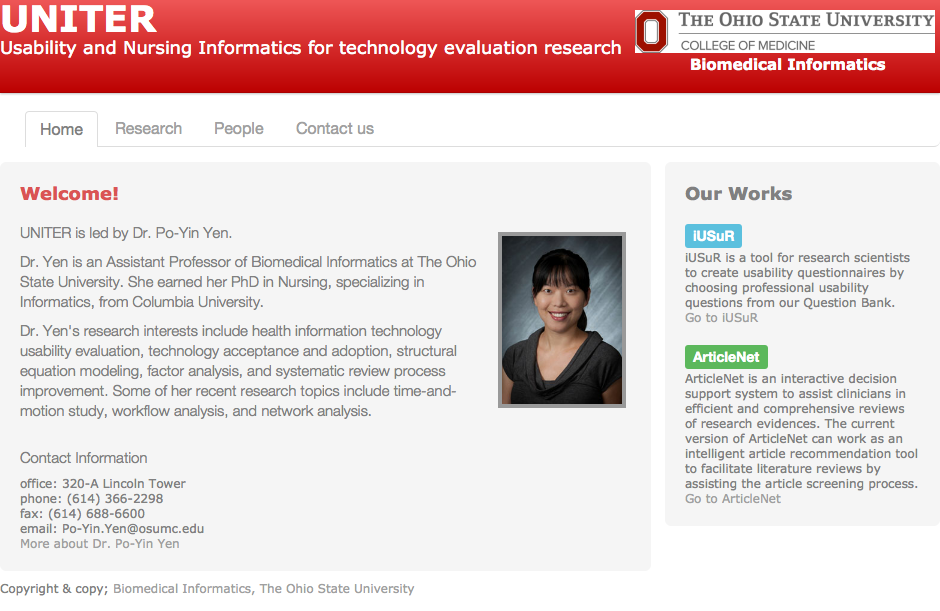 UNITER
Usability and Nursing Informatics for technology evaluation research
THE OHIO STATE UNIVERSITY
COLLEGE OF MEDICINE
Biomedical Informatics
Home
Research
People
Contact us
Welcome!
UNITER is led by Dr. Po-Yin Yen.
Dr. Yen is an Assistant Professor of Biomedical Informatics at The Ohio
State University. She earned her PhD in Nursing, specializing in
Informatics, from Columbia University.
Dr. Yen's research interests include health information technology
usability evaluation, technology acceptance and adoption, structural
equation modeling, factor analysis, and systematic review process
improvement. Some of her recent research topics include time-and-
motion study, workflow analysis, and network analysis.
Contact Information
office: 320-A Lincoln Tower
phone: (614) 366-2298
fax: (614) 688-6600
email: Po-Yin.Yen@osumc.edu
More about Dr. Po-Yin Yen
Our Works
iUSuR
iUSuR is a tool for research scientists
to create usability questionnaires by
choosing professional usability
questions from our Question Bank.
Go to iUSuR
ArticleNet
ArticleNet is an interactive decision
support system to assist clinicians in
efficient and comprehensive reviews
of research evidences. The current
version of ArticleNet can work as an
intelligent article recommendation tool
to facilitate literature reviews by
assisting the article screening process.
Go to ArticleNet
Copyright & copy; Biomedical Informatics, The Ohio State University